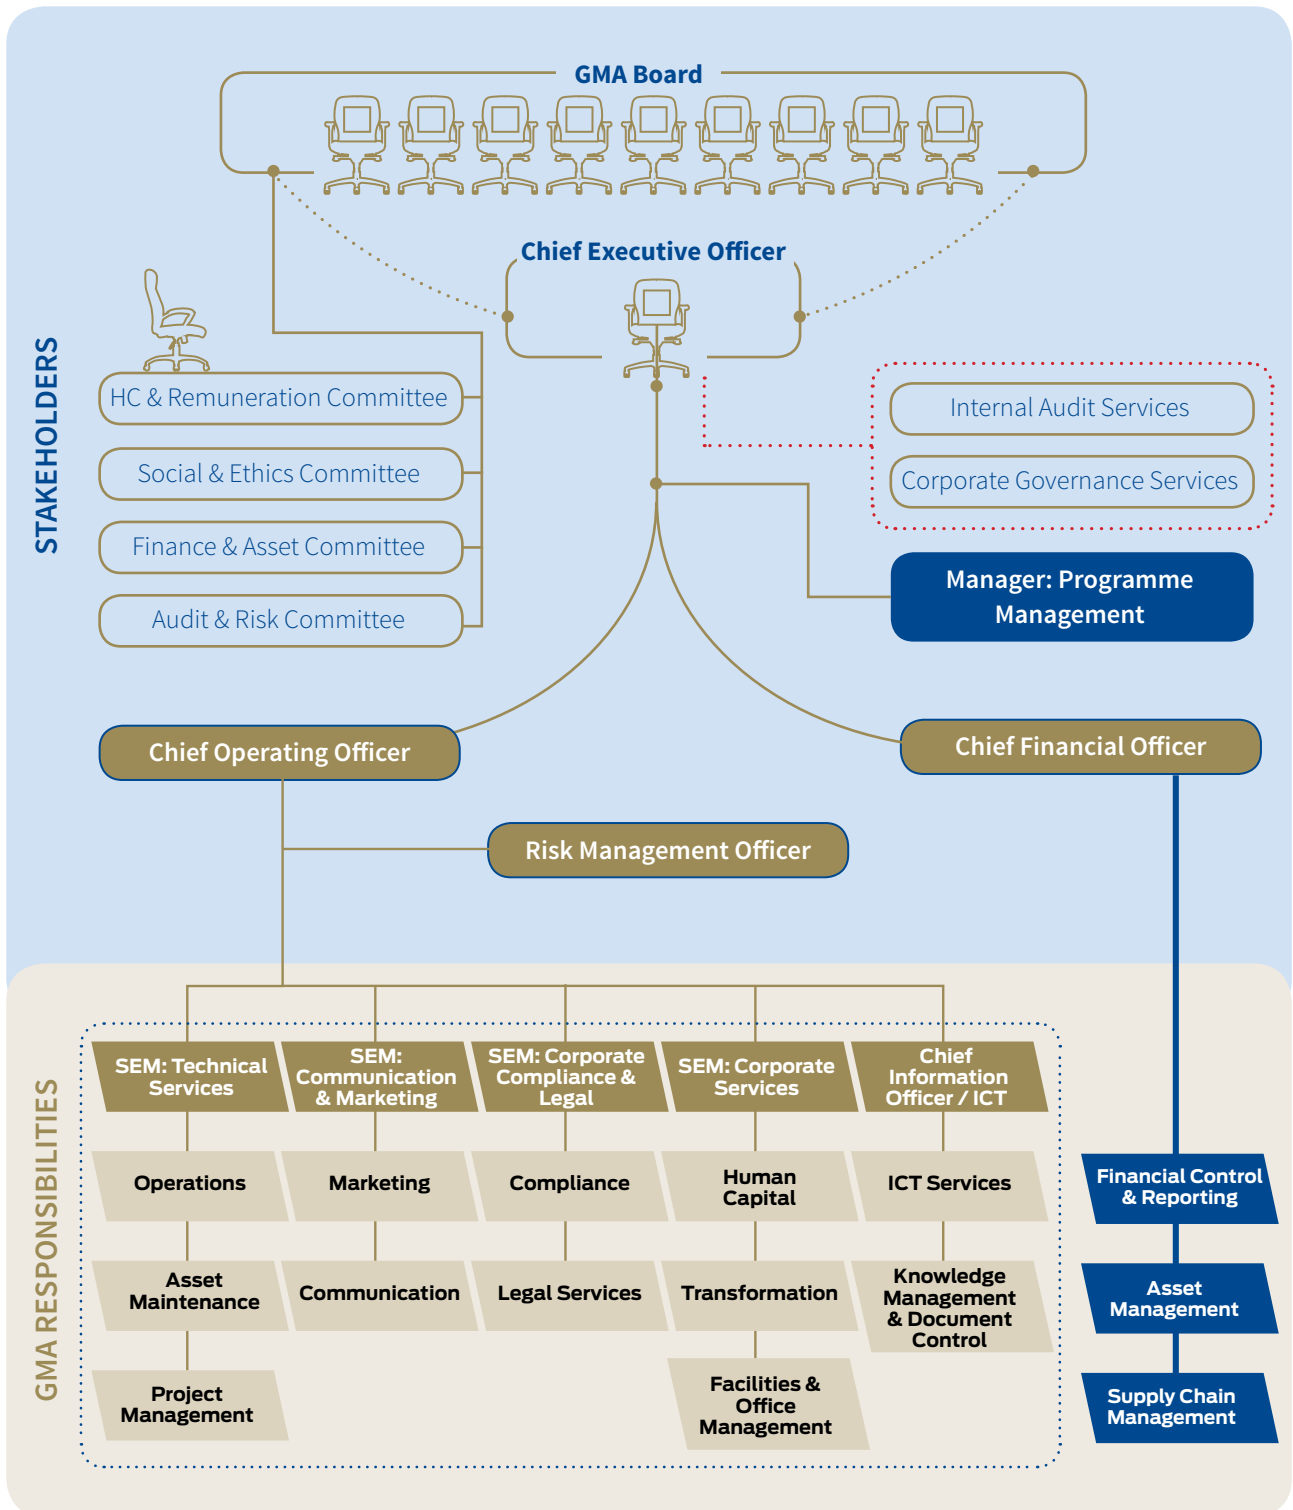 GMA Board
Chief Executive Officer
STAKEHOLDERS
HC & Remuneration Committee
Social & Ethics Committee
Finance & Asset Committee
Audit & Risk Committee
Internal Audit Services
Corporate Governance Services
Manager: Programme
Management
Chief Operating Officer
Chief Financial Officer
Risk Management Officer
GMA RESPONSIBILITIES
SEM: Technical
Services
Operations
Asset
Maintenance
Project
Management
SEM:
Communication
& Marketing
Marketing
Communication
SEM: Corporate
Compliance &
Legal
Compliance
Legal Services
SEM: Corporate
Services
Human
Capital
Transformation
Facilities &
Office
Management
Chief
Information
Officer / ICT
ICT Services
Knowledge
Management
& Document
Control
Financial Control
& Reporting
Asset
Management
Supply Chain
Management